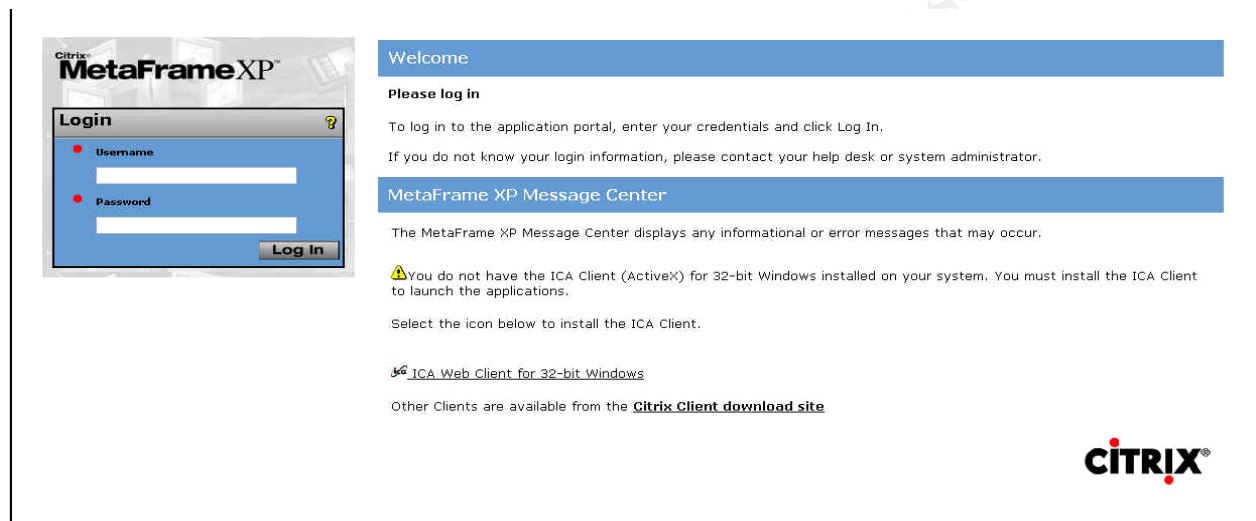 Citrix®
MetaFrameXP™
Login ?
Username
Password
Log In
Welcome
Please log in
To log in to the application portal, enter your credentials and click Log In.
If you do not know your login information, please contact your help desk or system administrator.
MetaFrame XP Message Center
The MetaFrame XP Message Center displays any informational or error messages that may occur.
You do not have the ICA Client (ActiveX) for 32-bit Windows installed on your system. You must install the ICA Client
to launch the applications.
Select the icon below to install the ICA Client.
ICA Web Client for 32-bit Windows
Other Clients are available from the Citrix Client download site
CiTRIX®